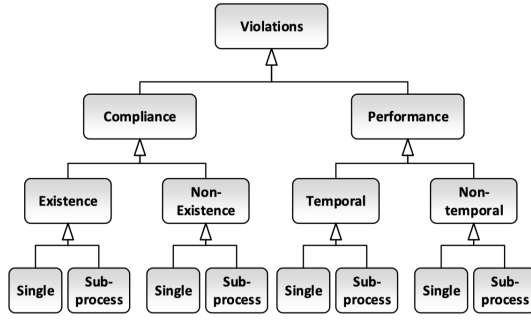 Violations
Compliance
Performance
Existence
Non-
Existence
Temporal
Non-
temporal
Single
Sub-
process
Single
Sub-
process
Single
Sub-
process
Single
Sub-
process